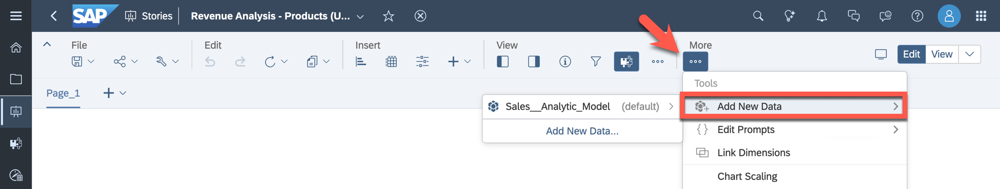 SAP Stories Revenue Analysis - Products (U...
File Edit Insert View More
Edit View
Tools
Page_1
Sales__Analytic_Model (default)
Add New Data
Add New Data...
Edit Prompts
Link Dimensions
Chart Scaling